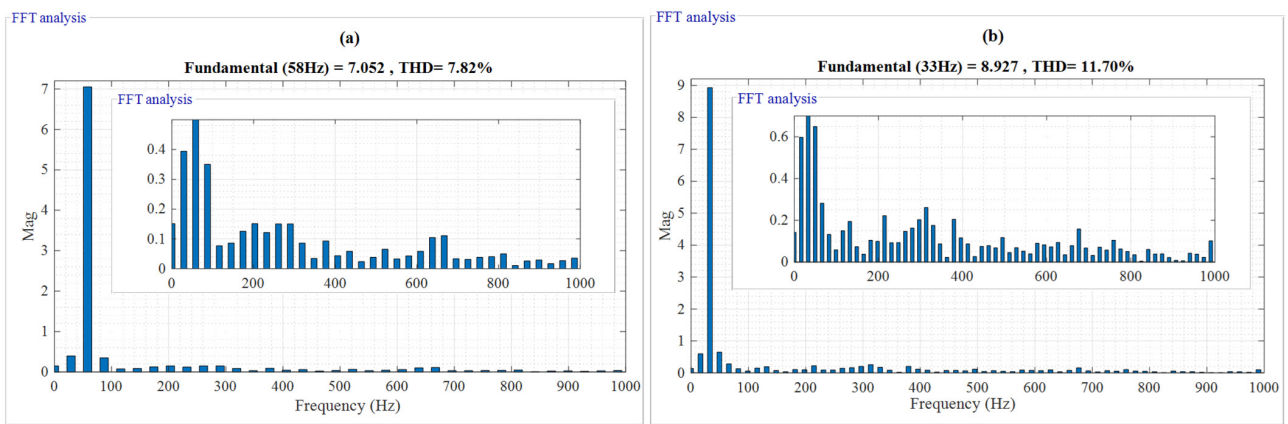 FFT analysis
(a)
Fundamental (58Hz) = 7.052 , THD= 7.82%
FFT analysis
7
6
5
4
3
2
1
0
Mag
0.4
0.3
0.2
0.1
0
0 200 400 600 800 1000
0 100 200 300 400 500 600 700 800 900 1000
Frequency (Hz)
FFT analysis
(b)
Fundamental (33Hz) = 8.927 , THD= 11.70%
FFT analysis
9
8
7
6
5
4
3
2
1
0
Mag
0.6
0.4
0.2
0
0 200 400 600 800 1000
0 100 200 300 400 500 600 700 800 900 1000
Frequency (Hz)